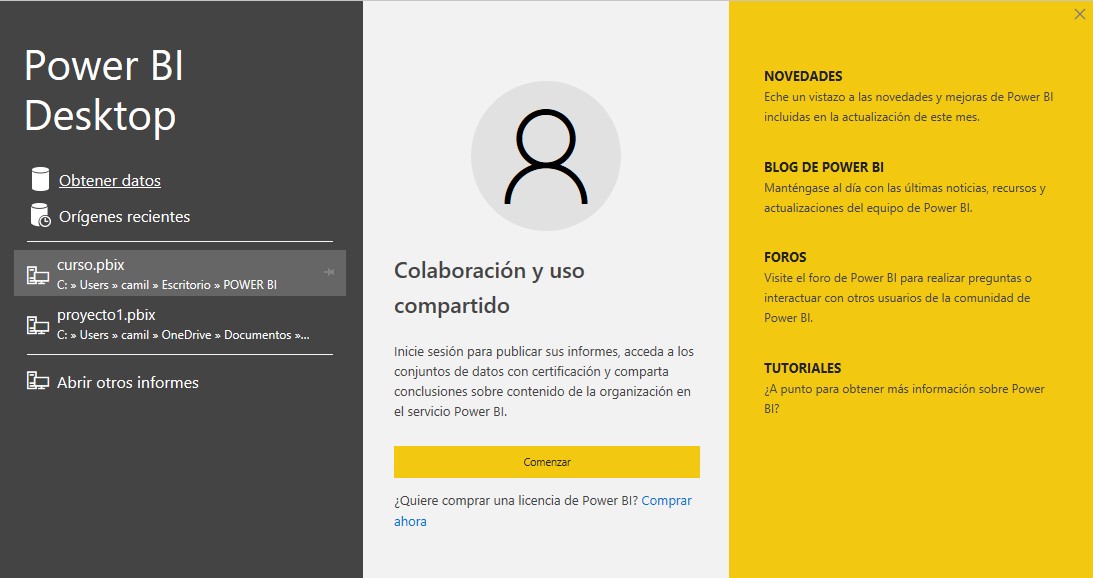 Power BI
Desktop
Obtener datos
Orígenes recientes
curso.pbix
C: » Users » camil » Escritorio » POWER BI
proyecto1.pbix
C: » Users » camil » OneDrive » Documentos »...
Abrir otros informes
Colaboración y uso
compartido
Inicie sesión para publicar sus informes, acceda a los
conjuntos de datos con certificación y comparta
conclusiones sobre contenido de la organización en
el servicio Power BI.
Comenzar
¿Quiere comprar una licencia de Power BI? Comprar
ahora
NOVEDADES
Eche un vistazo a las novedades y mejoras de Power BI
incluidas en la actualización de este mes.
BLOG DE POWER BI
Manténgase al día con las últimas noticias, recursos y
actualizaciones del equipo de Power BI.
FOROS
Visite el foro de Power BI para realizar preguntas o
interactuar con otros usuarios de la comunidad de
Power BI.
TUTORIALES
¿A punto para obtener más información sobre Power
BI?